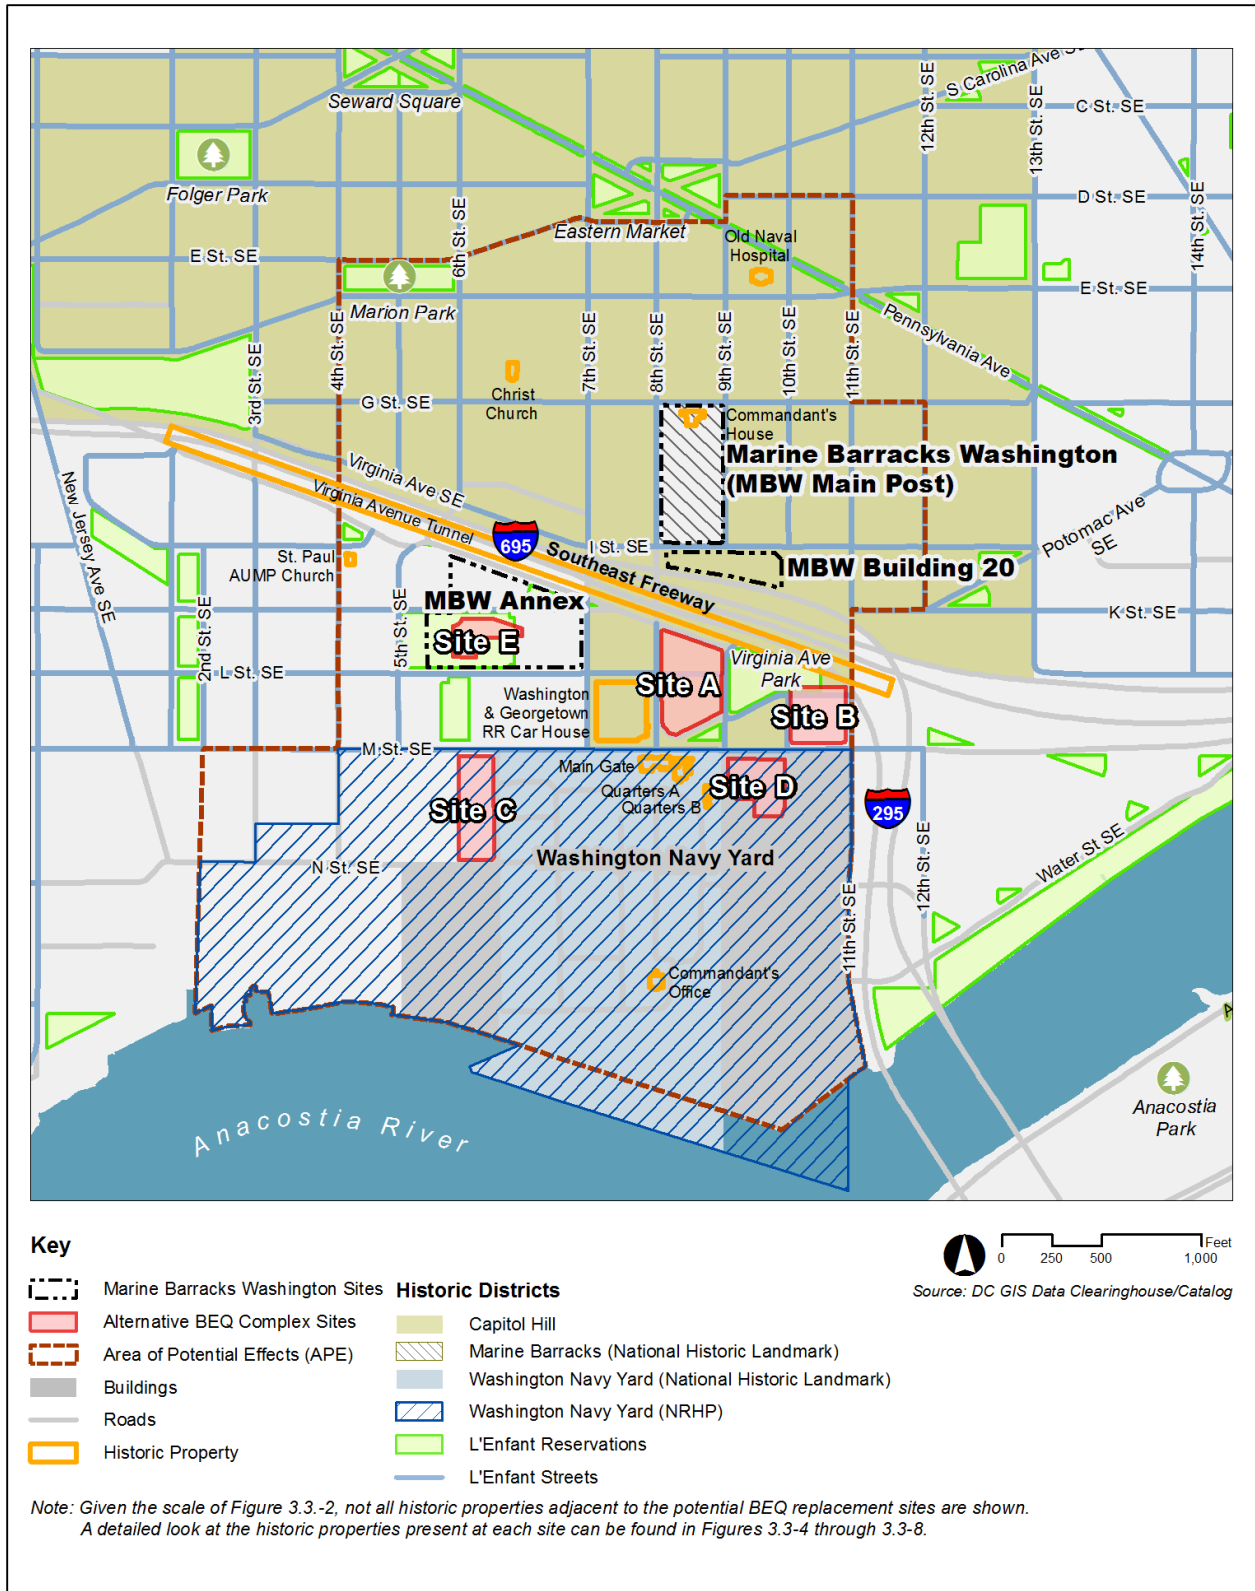 Seward Square
S Carolina Ave SE
12th St. SE
13th St. SE
C St. SE
Folger Park
D St. SE
14th St. SE
6th St. SE
Eastern Market
Old Naval
Hospital
E St. SE
E St. SE
Marion Park
Pennsylvania Ave
3rd St. SE
4th St. SE
7th St. SE
8th St. SE
9th St. SE
10th St. SE
11th St. SE
Christ
Church
G St. SE
Commandant's
House
Marine Barracks Washington
(MBW Main Post)
Virginia Ave SE
Virginia Avenue Tunnel
New Jersey Ave SE
695
Southeast Freeway
I St. SE
Potomac Ave
SE
St. Paul
AUMP Church
MBW Building 20
MBW Annex
K St. SE
2nd St. SE
5th St. SE
Site E
L St. SE
Virginia Ave
Park
Site A
Site B
Washington
& Georgetown
RR Car House
M St. SE
Main Gate
Quarters A
Quarters B
Site D
Site C
295
12th St. SE
Water St SE
N St. SE
Washington Navy Yard
11th St. SE
Commandant's
Office
A
Anacostia River
Anacostia
Park
Key
Marine Barracks Washington Sites
Alternative BEQ Complex Sites
Area of Potential Effects (APE)
Buildings
Roads
Historic Property
Historic Districts
Capitol Hill
Marine Barracks (National Historic Landmark)
Washington Navy Yard (National Historic Landmark)
Washington Navy Yard (NRHP)
L'Enfant Reservations
L'Enfant Streets
Feet
0 250 500 1,000
Source: DC GIS Data Clearinghouse/Catalog
Note: Given the scale of Figure 3.3.-2, not all historic properties adjacent to the potential BEQ replacement sites are shown.
A detailed look at the historic properties present at each site can be found in Figures 3.3-4 through 3.3-8.